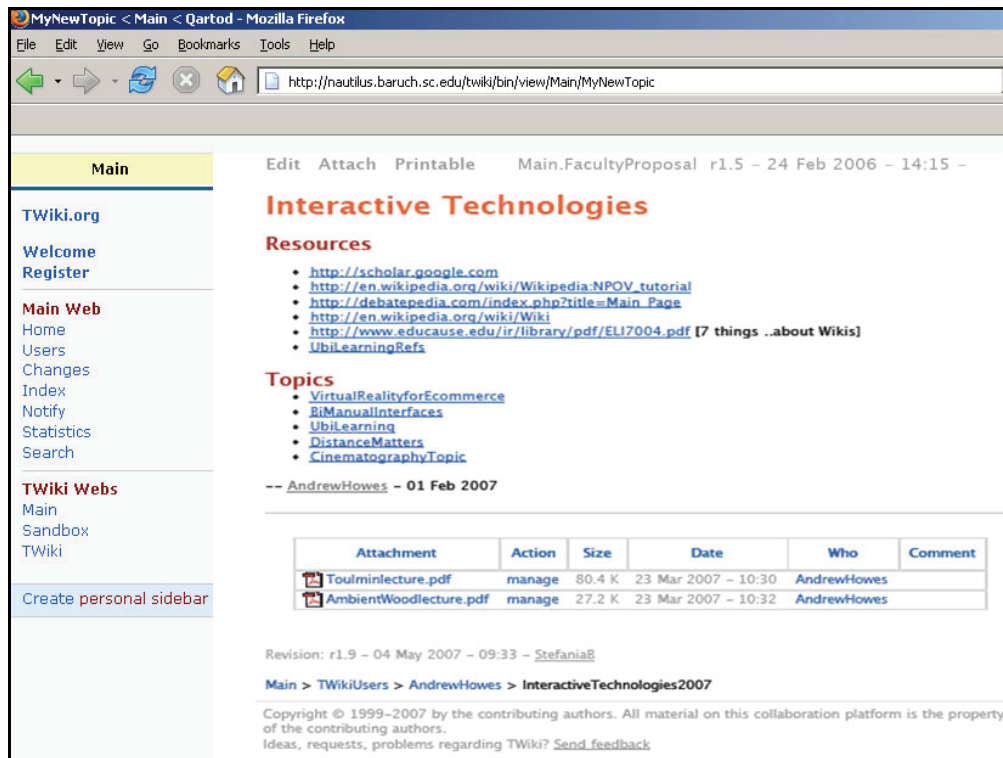 MyNewTopic < Main < Qartod - Mozilla Firefox
File Edit View Go Bookmarks Tools Help
http://nautilus.baruch.sc.edu/twiki/bin/view/Main/MyNewTopic
Main
TWiki.org
Welcome
Register
Main Web
Home
Users
Changes
Index
Notify
Statistics
Search
TWiki Webs
Main
Sandbox
TWiki
Create personal sidebar
Edit Attach Printable Main.FacultyProposal r1.5 – 24 Feb 2006 – 14:15 –
Interactive Technologies
Resources
• http://scholar.google.com
• http://en.wikipedia.org/wiki/Wikipedia:NPOV_tutorial
• http://debatepedia.com/index.php?title=Main_Page
• http://en.wikipedia.org/wiki/Wiki
• http://www.educause.edu/ir/library/pdf/ELI7004.pdf [7 things ..about Wikis]
• UbiLearningRefs
Topics
• VirtualRealityforEcommerce
• BiManualInterfaces
• UbiLearning
• DistanceMatters
• CinematographyTopic
-- AndrewHowes – 01 Feb 2007
Attachment Action Size Date Who Comment
Toulminlecture.pdf manage 80.4 K 23 Mar 2007 – 10:30 AndrewHowes
AmbientWoodlecture.pdf manage 27.2 K 23 Mar 2007 – 10:32 AndrewHowes
Revision: r1.9 – 04 May 2007 – 09:33 – StefaniaB
Main > TWikiUsers > AndrewHowes > InteractiveTechnologies2007
Copyright © 1999–2007 by the contributing authors. All material on this collaboration platform is the property
of the contributing authors.
Ideas, requests, problems regarding TWiki? Send feedback